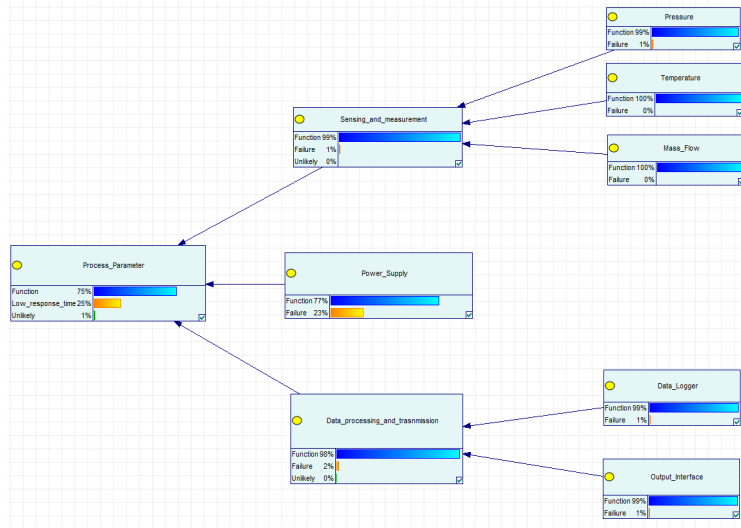 Pressure
Function 99%
Failure 1%
Temperature
Function 100%
Failure 0%
Sensing_and_measurement
Function 99%
Failure 1%
Unlikely 0%
Mass_Flow
Function 100%
Failure 0%
Process_Parameter
Function 75%
Low_response_time 25%
Unlikely 1%
Power_Supply
Function 77%
Failure 23%
Data_Logger
Function 99%
Failure 1%
Data_processing_and_trasnmission
Function 98%
Failure 2%
Unlikely 0%
Output_Interface
Function 99%
Failiure 1%